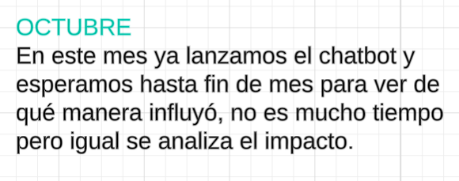 OCTUBRE
En este mes ya lanzamos el chatbot y
esperamos hasta fin de mes para ver de
qué manera influyó, no es mucho tiempo
pero igual se analiza el impacto.